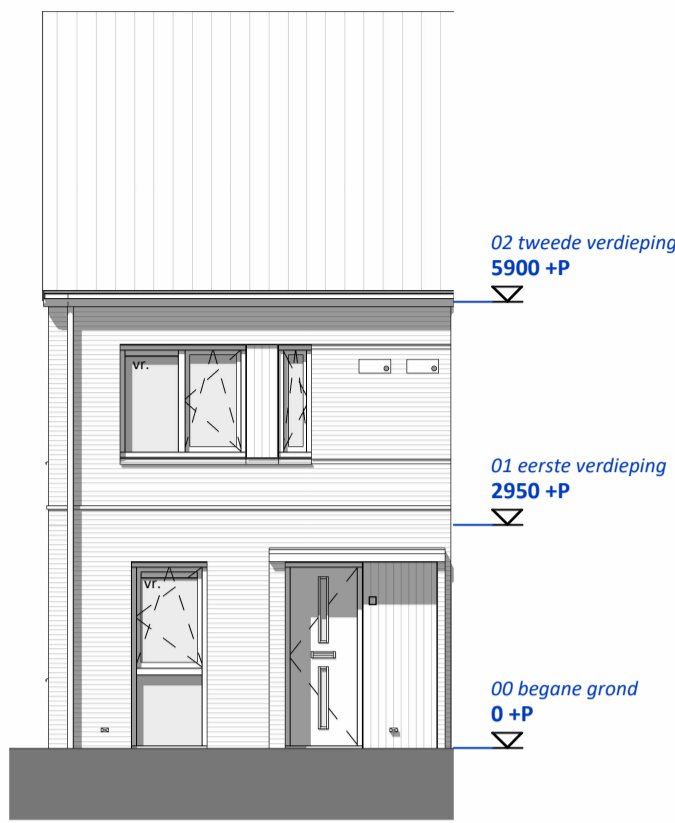 02 tweede verdieping
5900 +P
vr.
01 eerste verdieping
2950 +P
vr.
00 begane grond
0 +P